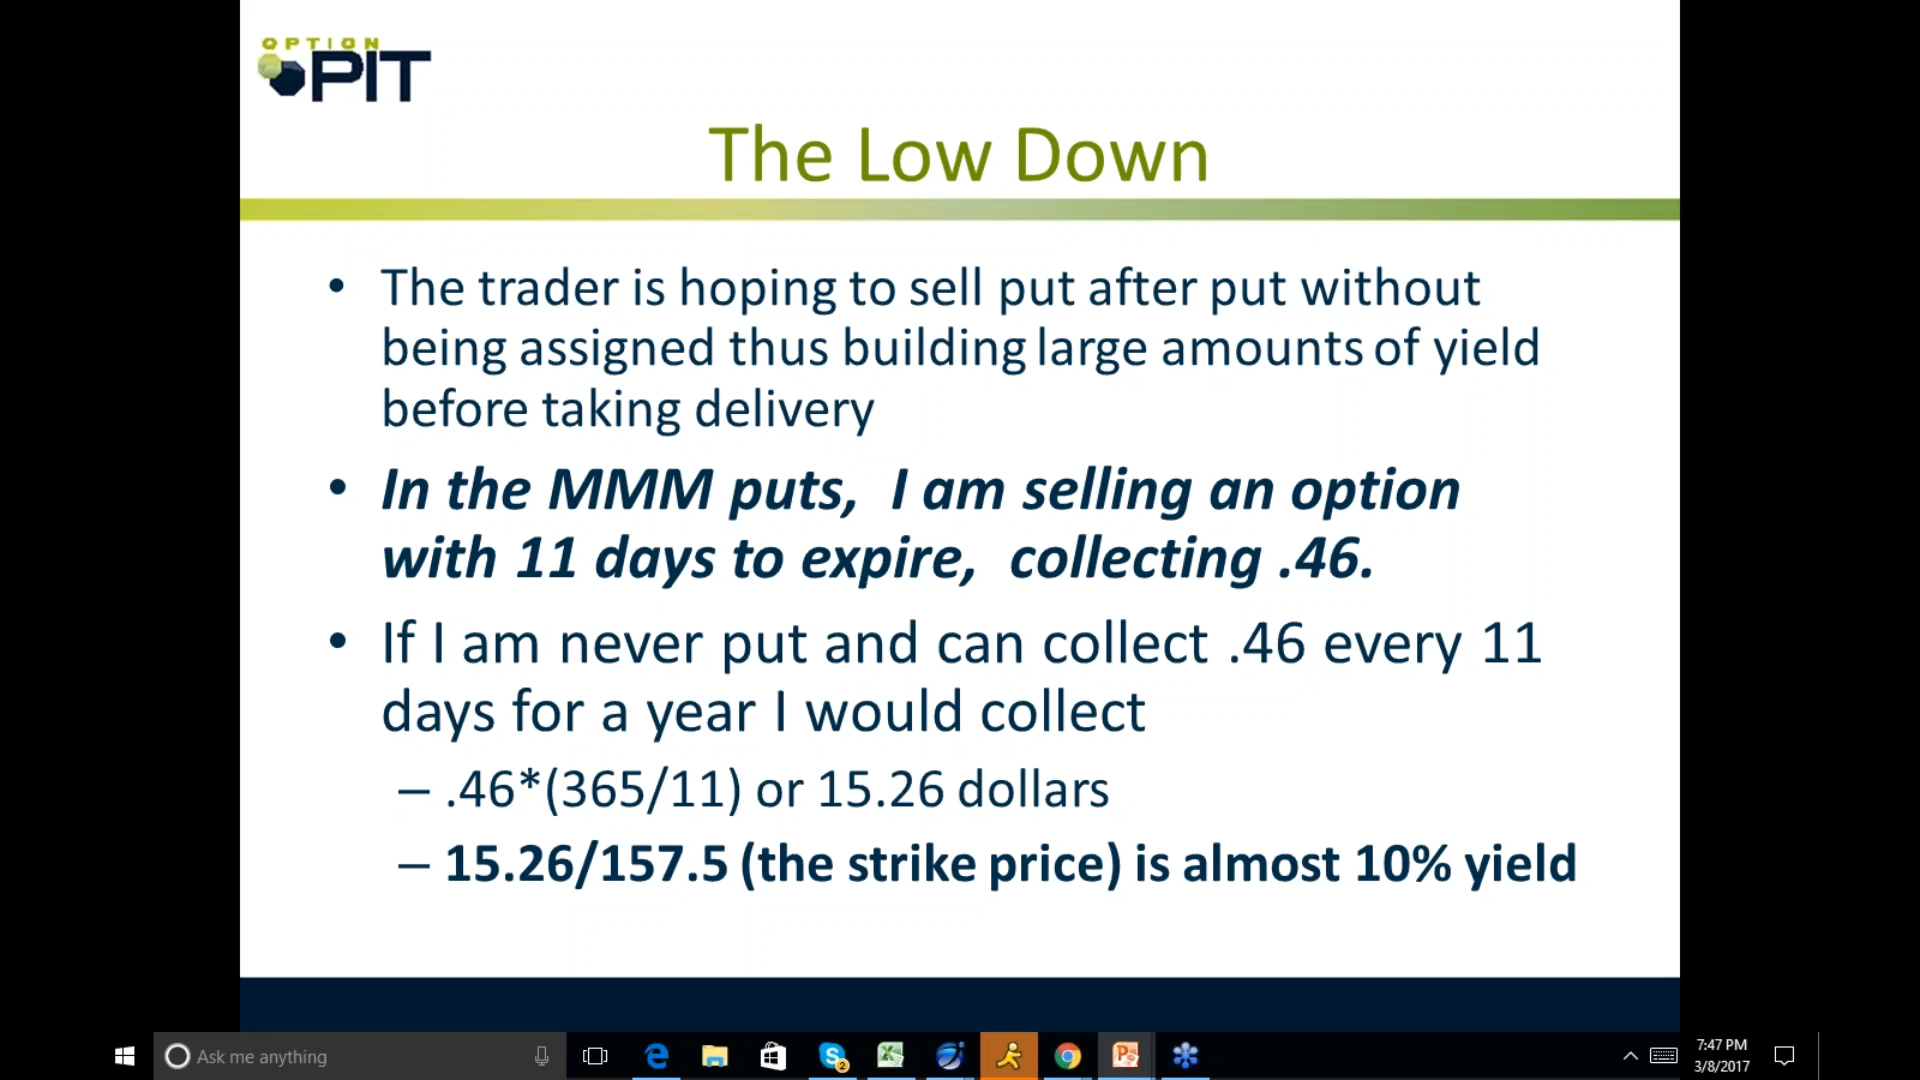 OPTION
PIT
The Low Down
• The trader is hoping to sell put after put without
being assigned thus building large amounts of yield
before taking delivery
• In the MMM puts, I am selling an option
with 11 days to expire, collecting .46.
• If I am never put and can collect .46 every 11
days for a year I would collect
– .46*(365/11) or 15.26 dollars
– 15.26/157.5 (the strike price) is almost 10% yield
Ask me anything
2
7:47 PM
3/8/2017